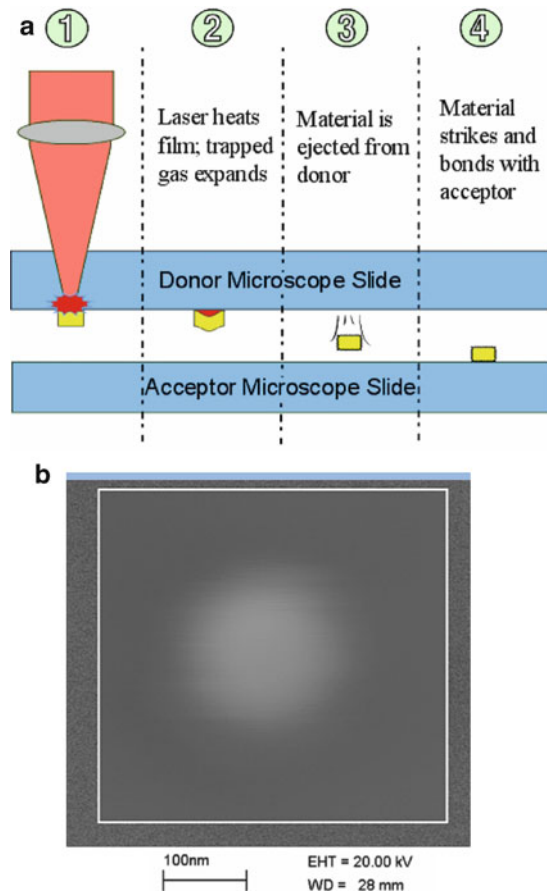 a
1 2 3 4
Laser heats
film; trapped
gas expands
Material is
ejected from
donor
Material
strikes and
bonds with
acceptor
Donor Microscope Slide
Acceptor Microscope Slide
b
100nm
EHT = 20.00 kV
WD = 28 mm